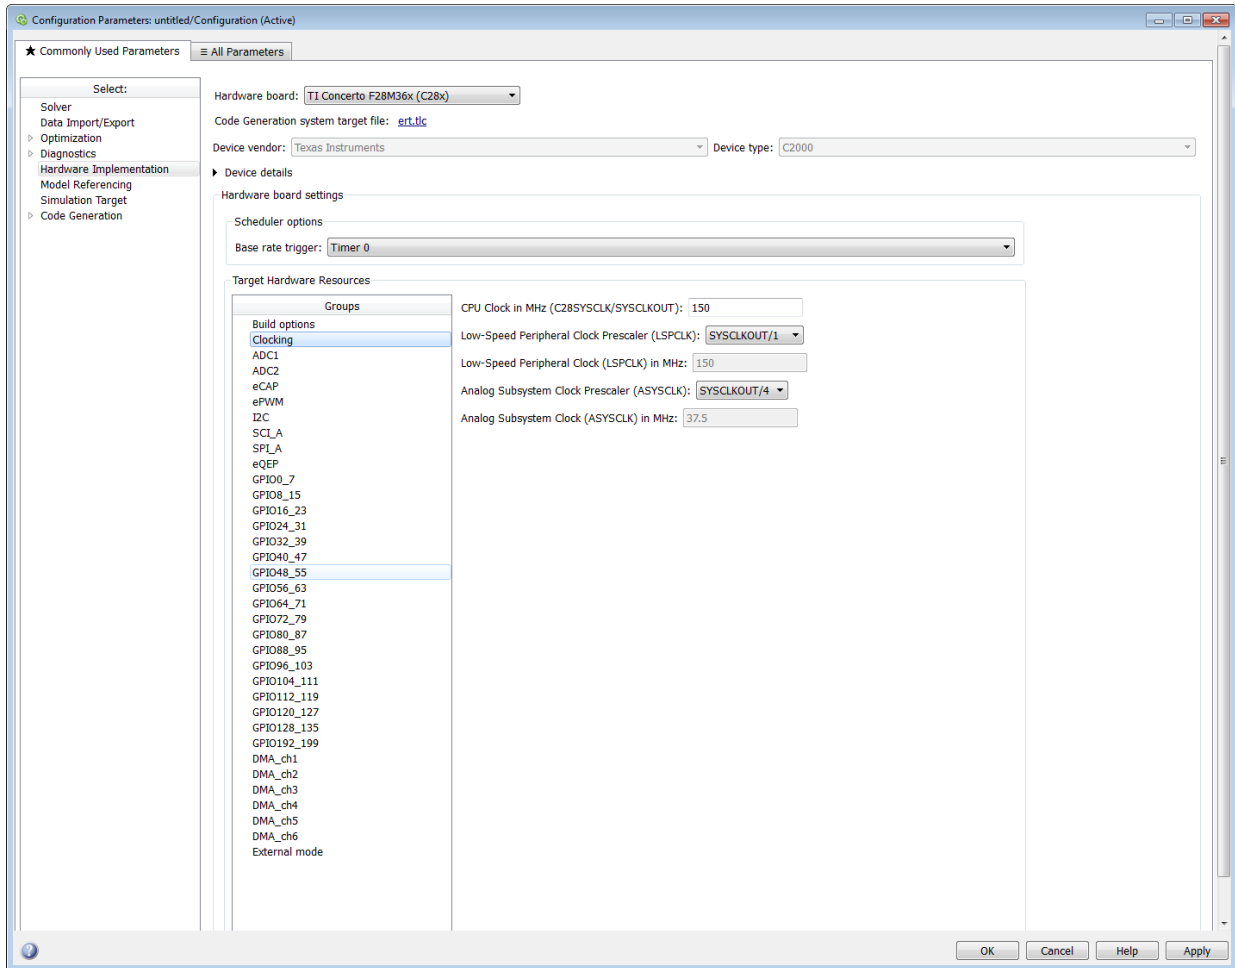 Configuration Parameters: untitled/Configuration (Active)
★ Commonly Used Parameters
≡ All Parameters
Select:
Solver
Data Import/Export
Optimization
Diagnostics
Hardware Implementation
Model Referencing
Simulation Target
Code Generation
Hardware board: TI Concerto F28M36x (C28x)
Code Generation system target file: ert.tlc
Device vendor: Texas Instruments Device type: C2000
Device details
Hardware board settings
Scheduler options
Base rate trigger: Timer 0
Target Hardware Resources
Groups
Build options
Clocking
ADC1
ADC2
eCAP
ePWM
I2C
SCI_A
SPI_A
eQEP
GPIO0_7
GPIO8_15
GPIO16_23
GPIO24_31
GPIO32_39
GPIO40_47
GPIO48_55
GPIO56_63
GPIO64_71
GPIO72_79
GPIO80_87
GPIO88_95
GPIO96_103
GPIO104_111
GPIO112_119
GPIO120_127
GPIO128_135
GPIO192_199
DMA_ch1
DMA_ch2
DMA_ch3
DMA_ch4
DMA_ch5
DMA_ch6
External mode
CPU Clock in MHz (C28SYSCLK/SYSCLKOUT): 150
Low-Speed Peripheral Clock Prescaler (LSPCLK): SYSCLKOUT/1
Low-Speed Peripheral Clock (LSPCLK) in MHz: 150
Analog Subsystem Clock Prescaler (ASYSCLK): SYSCLKOUT/4
Analog Subsystem Clock (ASYSCLK) in MHz: 37.5
OK Cancel Help Apply